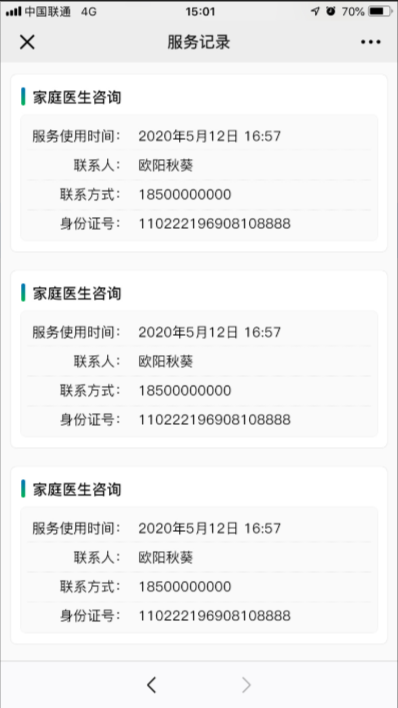 中国联通 4G 15:01 70%
服务记录
家庭医生咨询
服务使用时间： 2020年5月12日 16:57
联系人： 欧阳秋葵
联系方式： 18500000000
身份证号： 110222196908108888
家庭医生咨询
服务使用时间： 2020年5月12日 16:57
联系人： 欧阳秋葵
联系方式： 18500000000
身份证号： 110222196908108888
家庭医生咨询
服务使用时间： 2020年5月12日 16:57
联系人： 欧阳秋葵
联系方式： 18500000000
身份证号： 110222196908108888